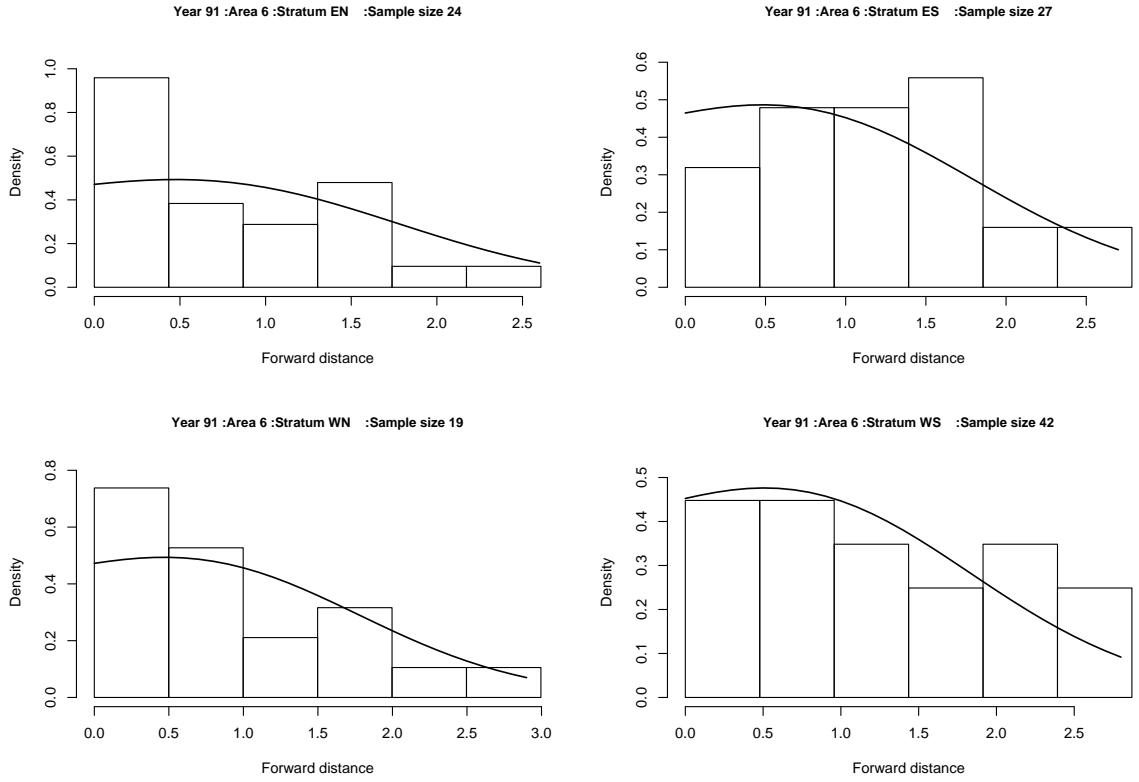 Year 91 :Area 6 :Stratum EN :Sample size 24
Density
0.0 0.2 0.4 0.6 0.8 1.0
0.0 0.5 1.0 1.5 2.0 2.5
Forward distance
Year 91 :Area 6 :Stratum ES :Sample size 27
Density
0.0 0.1 0.2 0.3 0.4 0.5 0.6
0.0 0.5 1.0 1.5 2.0 2.5
Forward distance
Year 91 :Area 6 :Stratum WN :Sample size 19
Density
0.0 0.2 0.4 0.6 0.8
0.0 0.5 1.0 1.5 2.0 2.5 3.0
Forward distance
Year 91 :Area 6 :Stratum WS :Sample size 42
Density
0.0 0.1 0.2 0.3 0.4 0.5
0.0 0.5 1.0 1.5 2.0 2.5
Forward distance